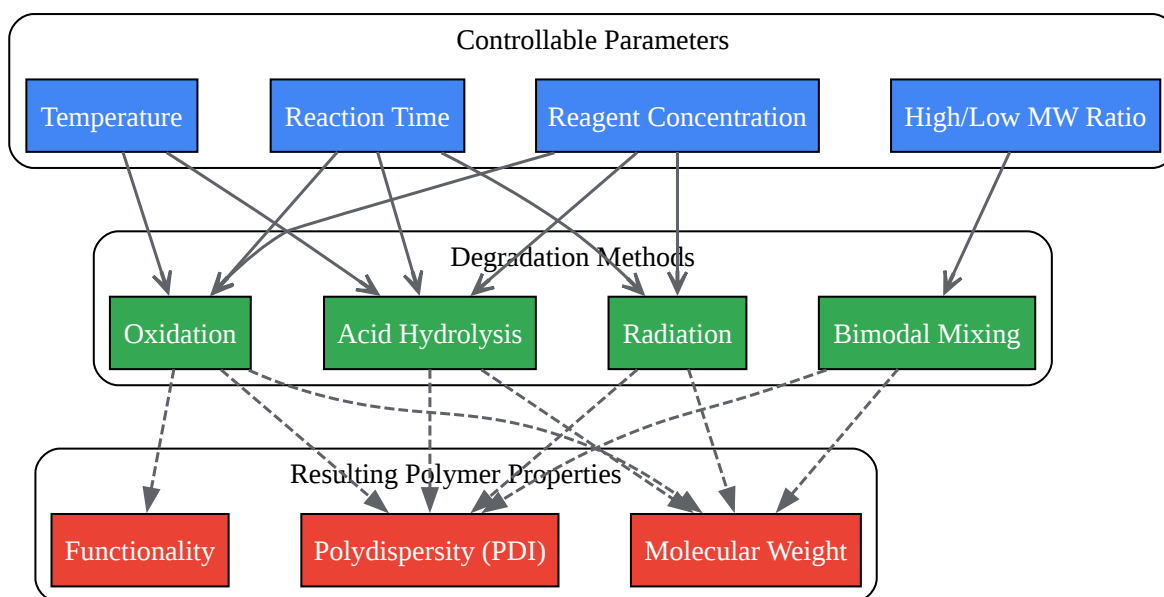 Controllable Parameters
Temperature
Reaction Time
Reagent Concentration
High/Low MW Ratio
Degradation Methods
Oxidation
Acid Hydrolysis
Radiation
Bimodal Mixing
Resulting Polymer Properties
Functionality
Polydispersity (PDI)
Molecular Weight